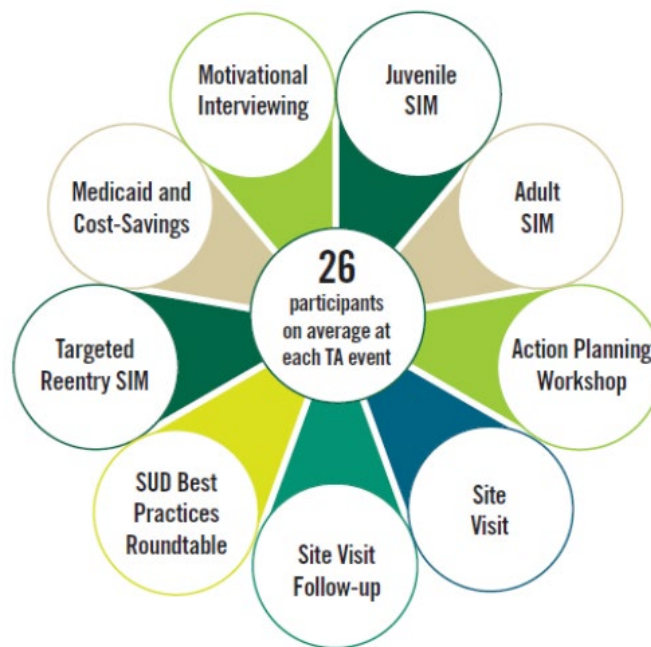 Motivational
Interviewing
Juvenile
SIM
Medicaid and
Cost-Savings
Adult
SIM
26
participants
on average at
each TA event
Targeted
Reentry SIM
Action Planning
Workshop
SUD Best
Practices
Roundtable
Site
Visit
Site Visit
Follow-up